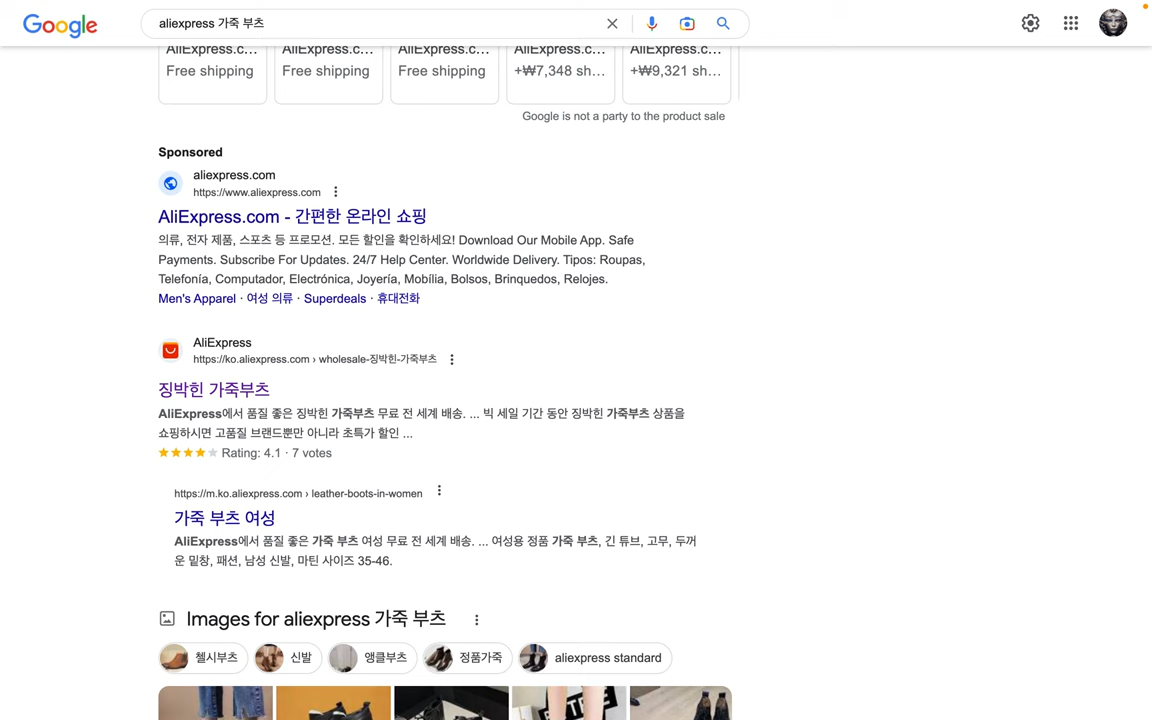 Google
aliexpress 가죽 부츠
AliExpress.c... AliExpress.c... AliExpress.c... AliExpress.c... AliExpress.c...
Free shipping Free shipping Free shipping +₩7,348 sh... +₩9,321 sh...
Google is not a party to the product sale
Sponsored
aliexpress.com
https://www.aliexpress.com
AliExpress.com - 간편한 온라인 쇼핑
의류, 전자 제품, 스포츠 등 프로모션. 모든 할인을 확인하세요! Download Our Mobile App. Safe
Payments. Subscribe For Updates. 24/7 Help Center. Worldwide Delivery. Tipos: Roupas,
Telefonía, Computador, Electrónica, Joyería, Mobília, Bolsos, Brinquedos, Relojes.
Men's Apparel · 여성 의류 · Superdeals · 휴대전화
AliExpress
https://ko.aliexpress.com › wholesale-징박힌-가죽부츠
징박힌 가죽부츠
AliExpress에서 품질 좋은 징박힌 가죽부츠 무료 전 세계 배송. ... 빅 세일 기간 동안 징박힌 가죽부츠 상품을
쇼핑하시면 고품질 브랜드뿐만 아니라 초특가 할인 ...
Rating: 4.1 · 7 votes
https://m.ko.aliexpress.com › leather-boots-in-women
가죽 부츠 여성
AliExpress에서 품질 좋은 가죽 부츠 여성 무료 전 세계 배송. ... 여성용 정품 가죽 부츠, 긴 튜브, 고무, 두꺼
운 밑창, 패션, 남성 신발, 마틴 사이즈 35-46.
Images for aliexpress 가죽 부츠
첼시부츠 신발 앵클부츠 정품가죽 aliexpress standard